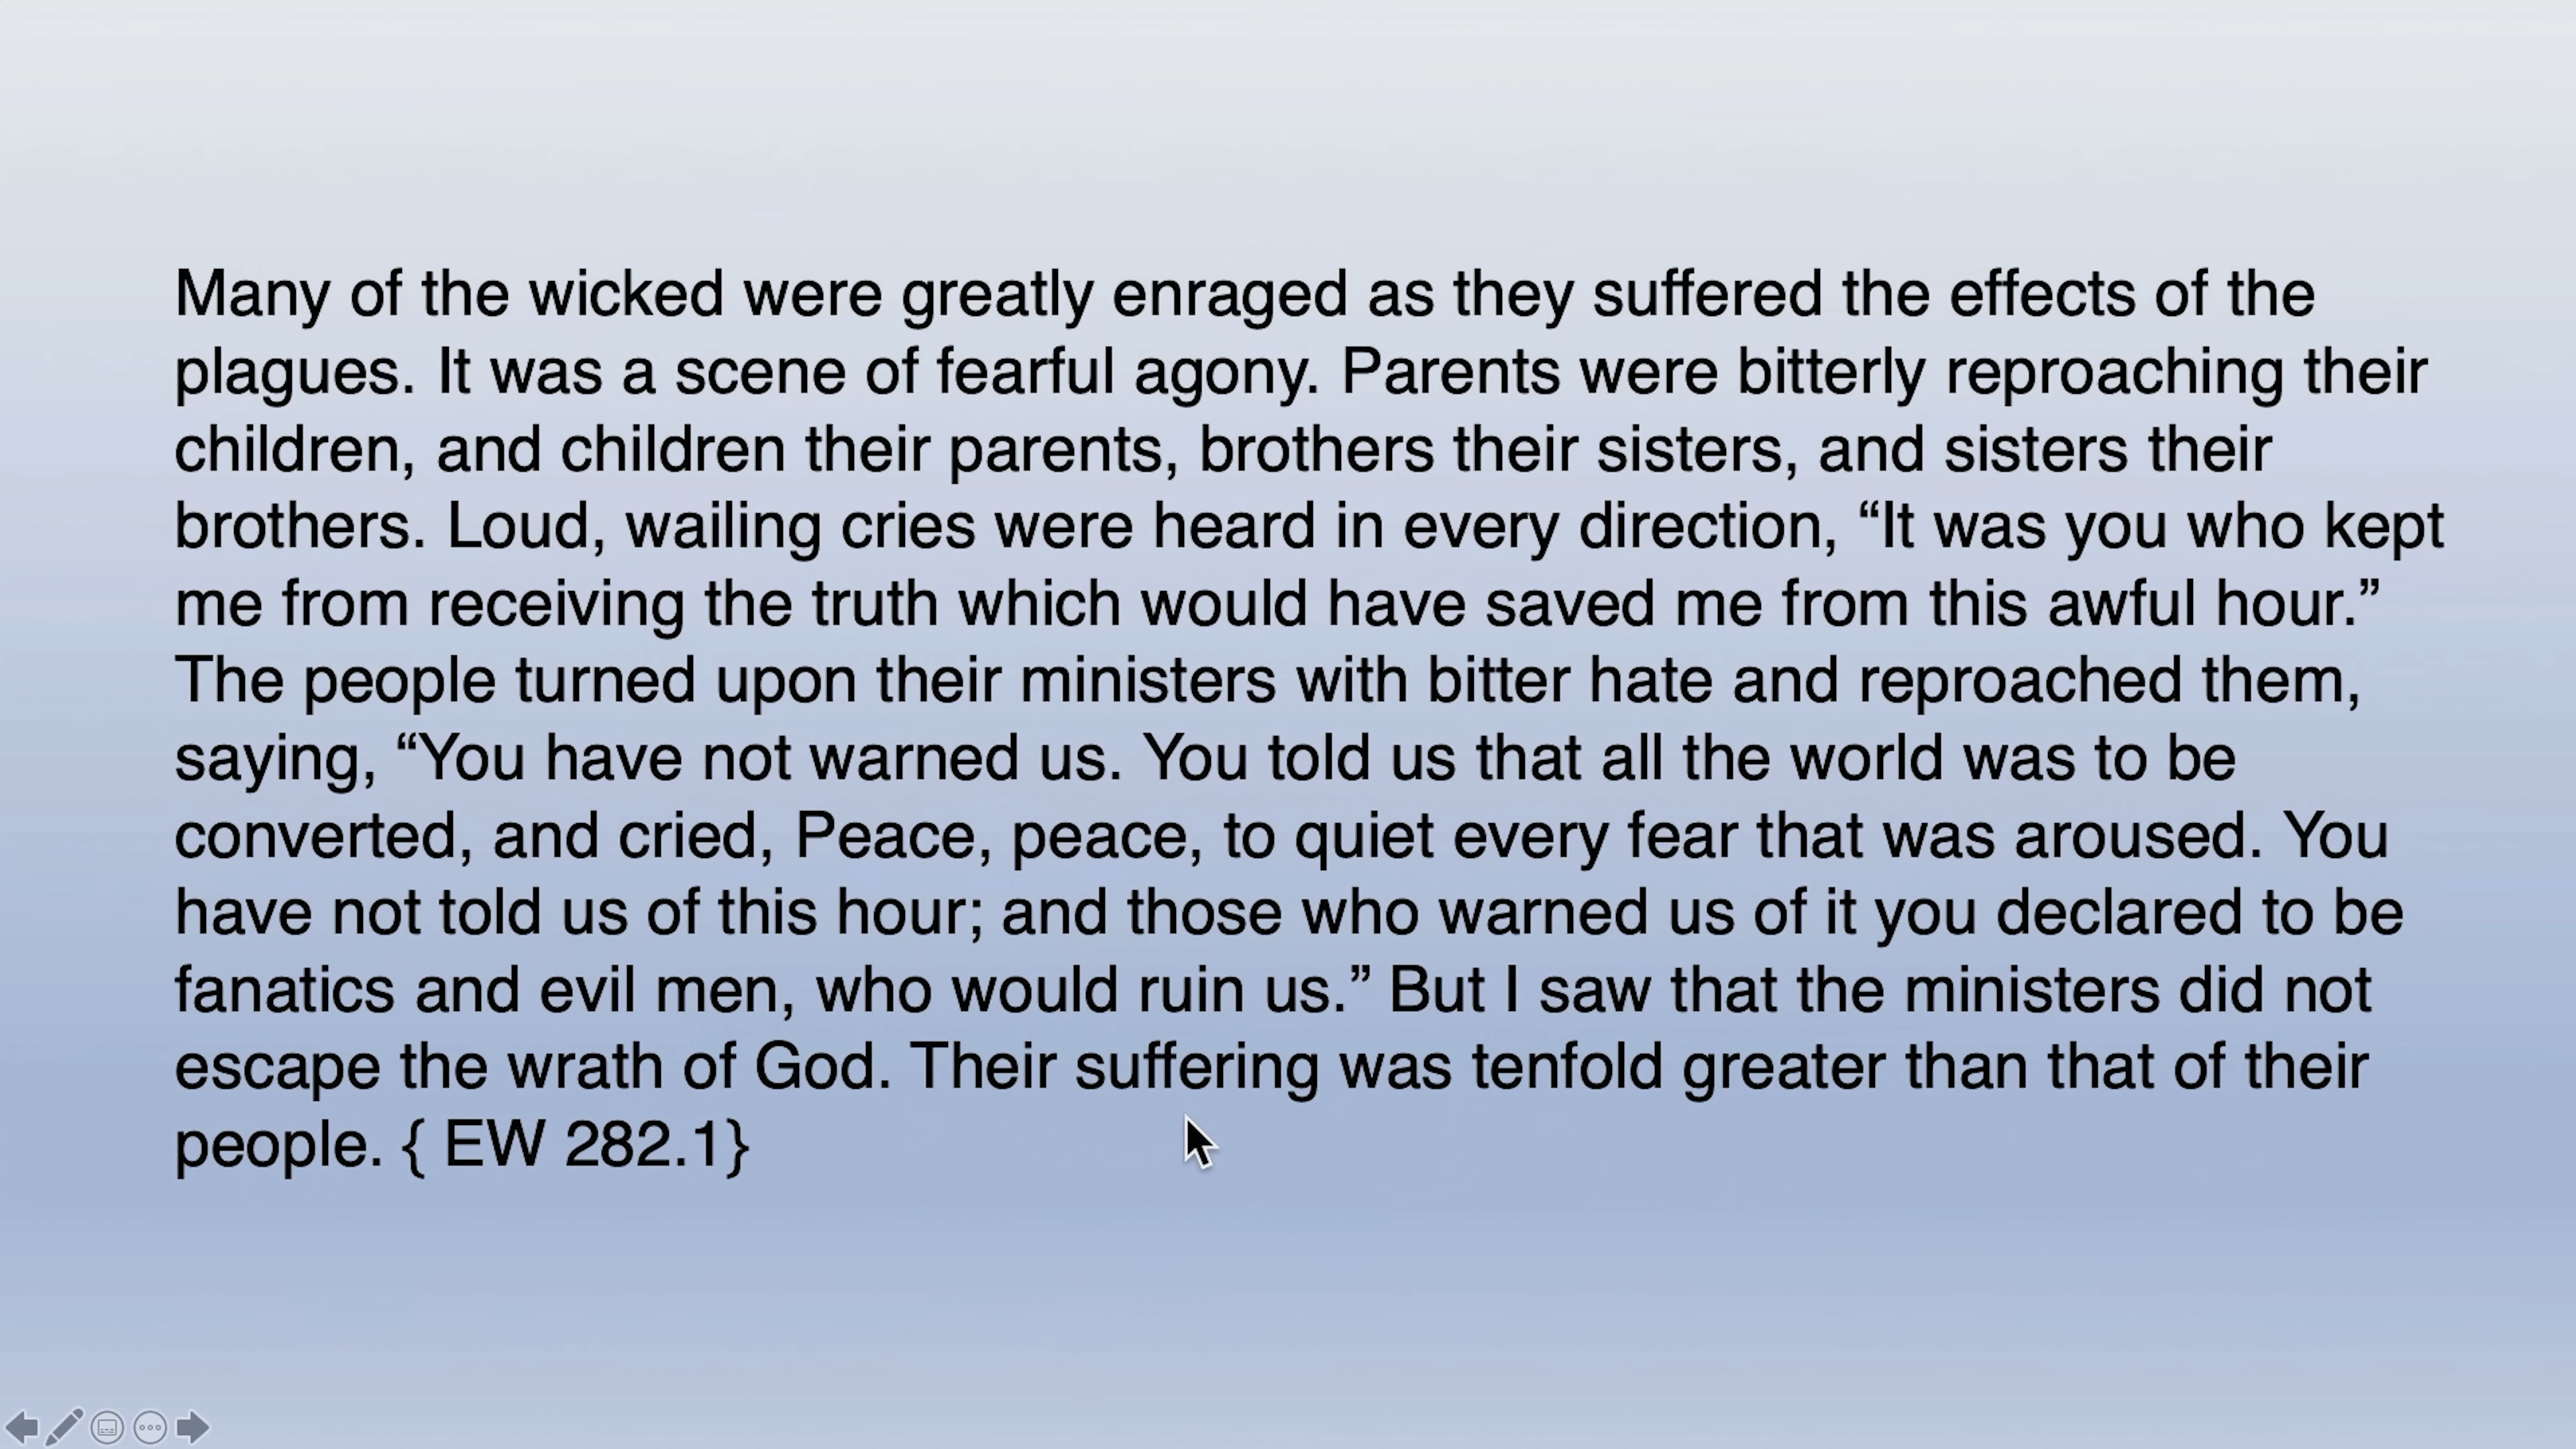 Many of the wicked were greatly enraged as they suffered the effects of the
plagues. It was a scene of fearful agony. Parents were bitterly reproaching their
children, and children their parents, brothers their sisters, and sisters their
brothers. Loud, wailing cries were heard in every direction, “It was you who kept
me from receiving the truth which would have saved me from this awful hour.”
The people turned upon their ministers with bitter hate and reproached them,
saying, “You have not warned us. You told us that all the world was to be
converted, and cried, Peace, peace, to quiet every fear that was aroused. You
have not told us of this hour; and those who warned us of it you declared to be
fanatics and evil men, who would ruin us.” But I saw that the ministers did not
escape the wrath of God. Their suffering was tenfold greater than that of their
people. { EW 282.1}